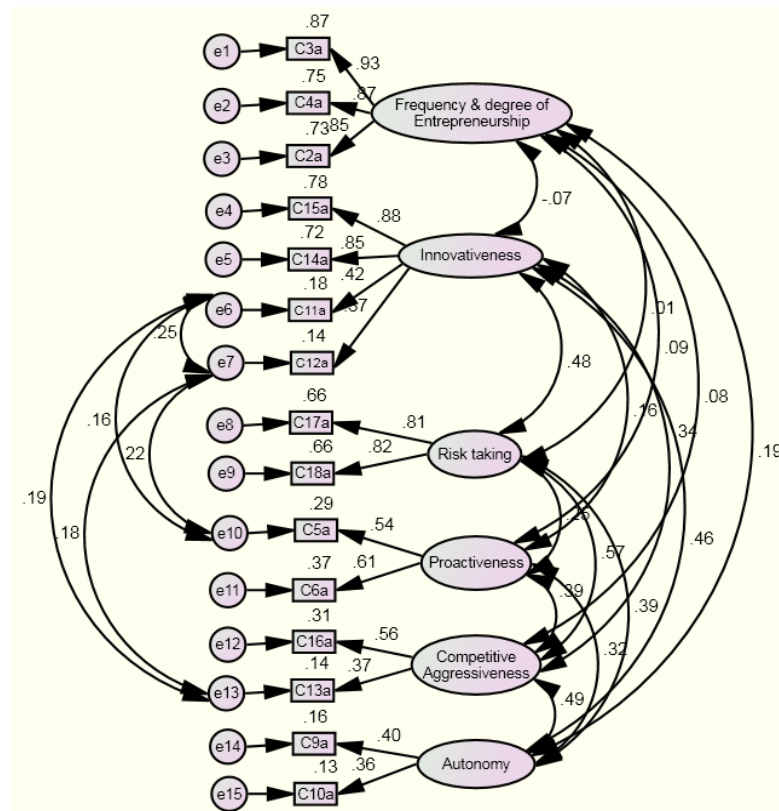 .87
e1 C3a .93
.75
e2 C4a .87
Frequency & degree of
Entrepreneurship
.73 .85
e3 C2a
.78
e4 C15a .88
-.07
.72
e5 C14a .85
Innovativeness
.18 .42
e6 C11a .37
.25 .01
.14
e7 C12a .09
.48
.66
.16 .08
e8 C17a .81
.16 .34
.66 Risk taking
e9 C18a .82
.22 .19
.19 .29
.18 e10 C5a .54
.57 .46
.37 Proactiveness
e11 C6a .61 .39
.39
.31 .32
e12 C16a .56
Competitive
Aggressiveness
.14
e13 C13a .37
.49
.16
e14 C9a .40
Autonomy
.13 .36
e15 C10a